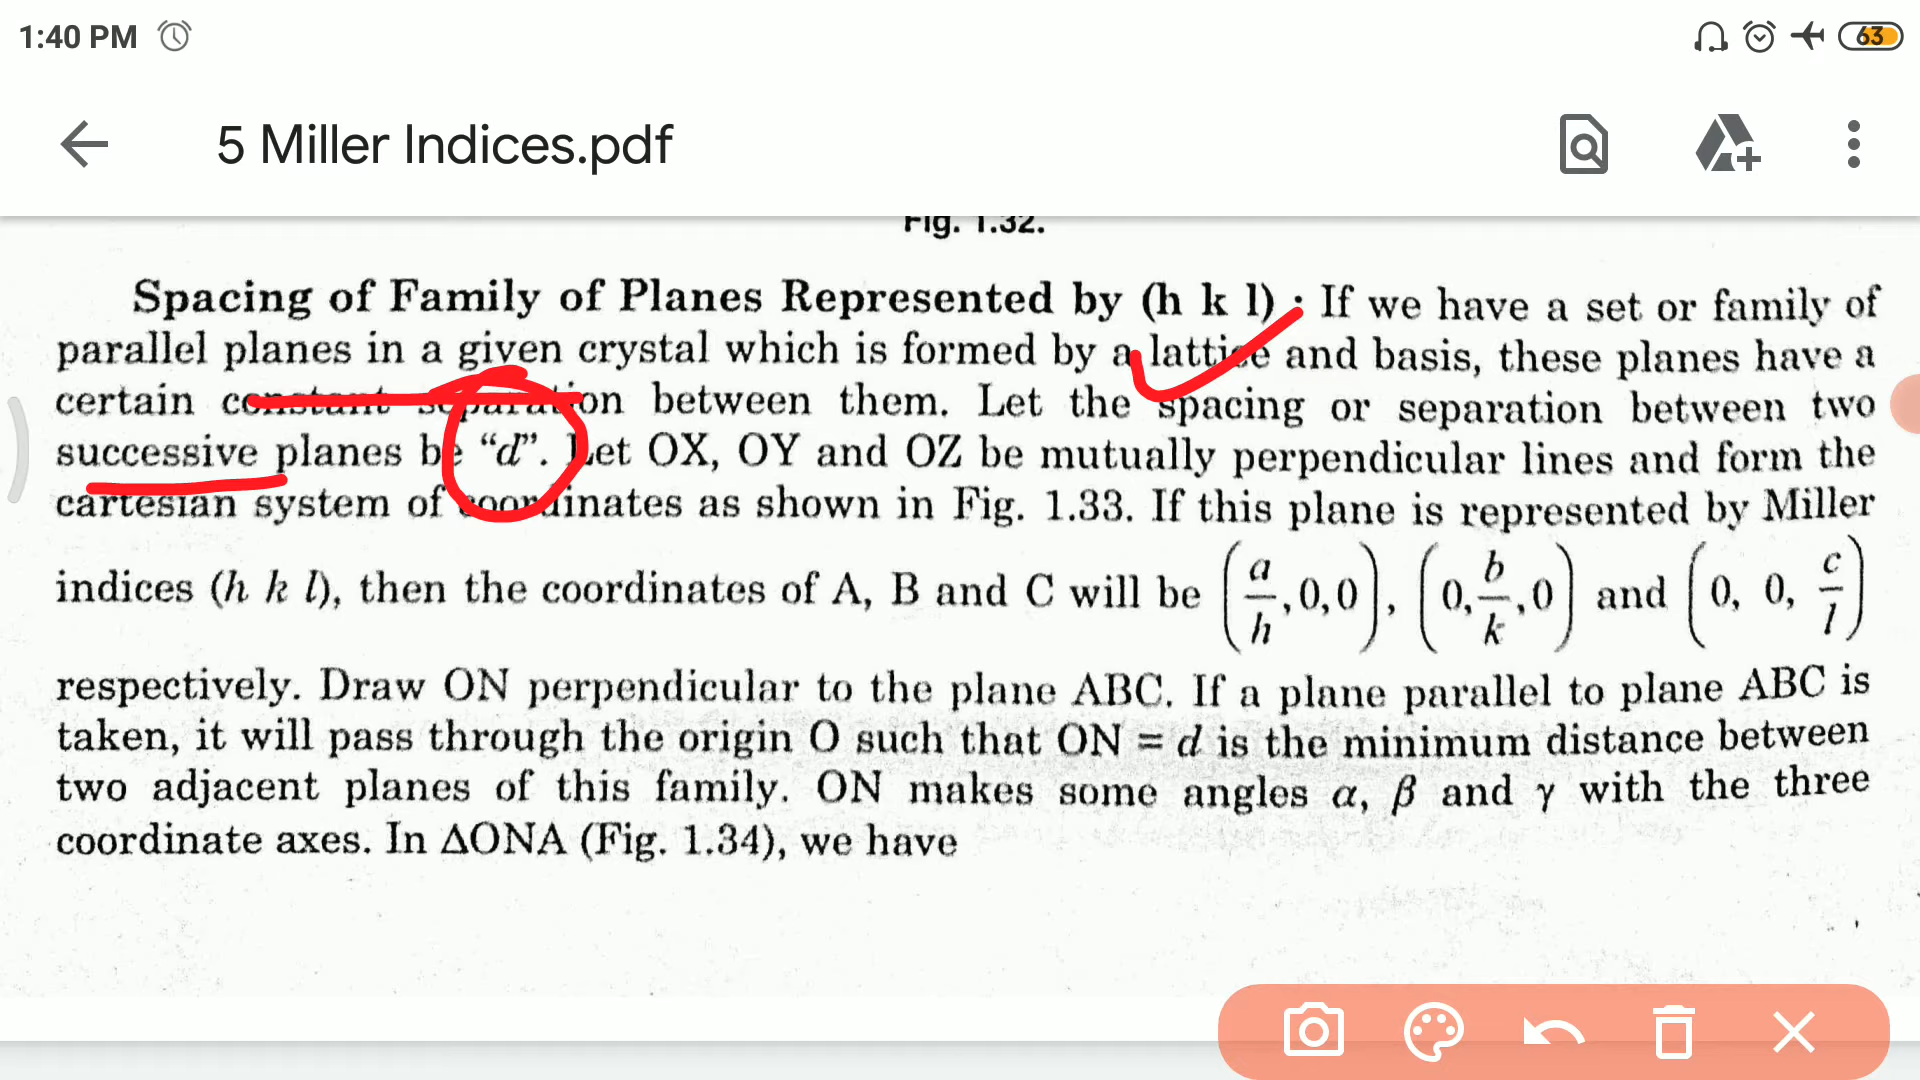 1:40 PM
63
5 Miller Indices.pdf
Fig. 1.32.
Spacing of Family of Planes Represented by (h k l) : If we have a set or family of
parallel planes in a given crystal which is formed by a lattice and basis, these planes have a
certain constant separation between them. Let the spacing or separation between two
successive planes be “d”. Let OX, OY and OZ be mutually perpendicular lines and form the
cartesian system of coordinates as shown in Fig. 1.33. If this plane is represented by Miller
indices (h k l), then the coordinates of A, B and C will be (a/h, 0, 0), (0, b/k, 0) and (0, 0, c/l)
respectively. Draw ON perpendicular to the plane ABC. If a plane parallel to plane ABC is
taken, it will pass through the origin O such that ON = d is the minimum distance between
two adjacent planes of this family. ON makes some angles α, β and γ with the three
coordinate axes. In ΔONA (Fig. 1.34), we have